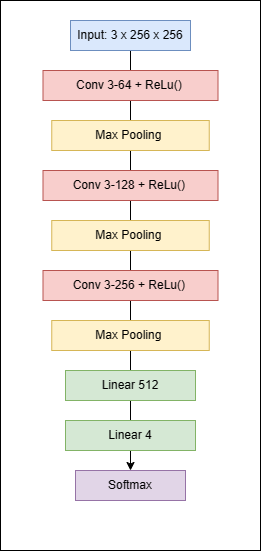 Input: 3 x 256 x 256
Conv 3-64 + ReLu()
Max Pooling
Conv 3-128 + ReLu()
Max Pooling
Conv 3-256 + ReLu()
Max Pooling
Linear 512
Linear 4
Softmax